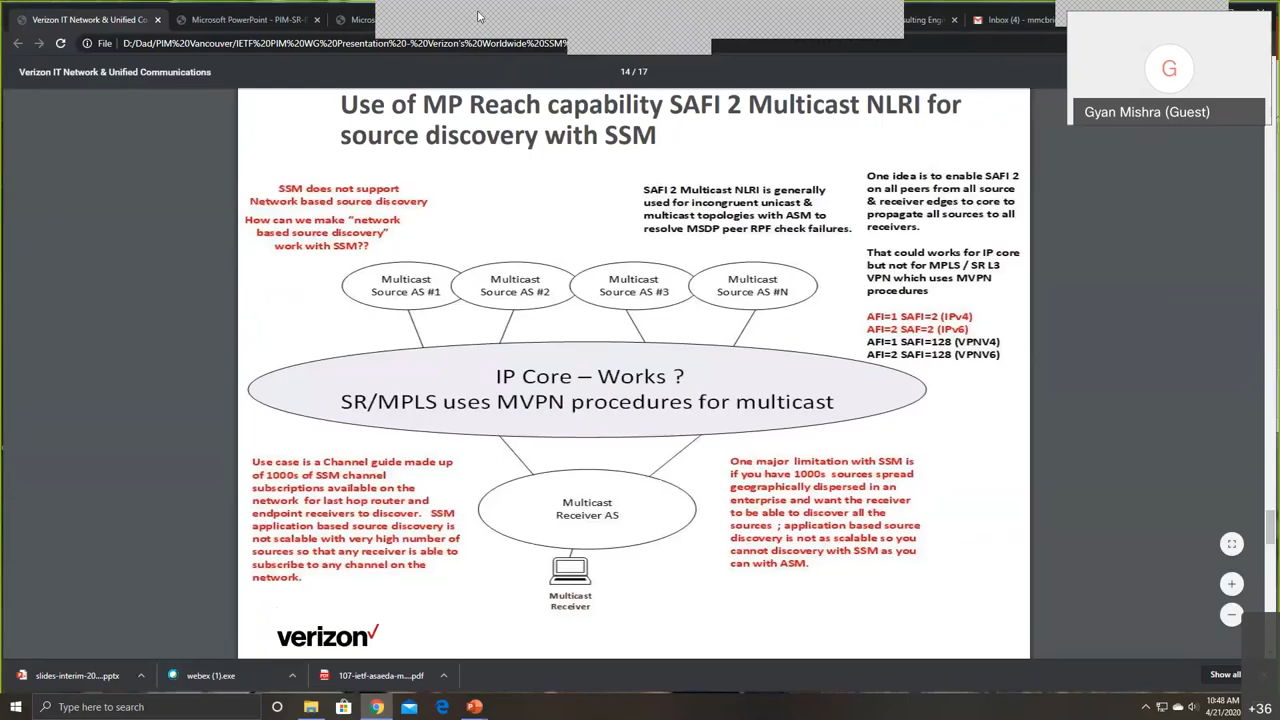 Verizon IT Network & Unified Co
Microsoft PowerPoint - PIM-SR-I
Micros
ulting Eng
Inbox (4) - mmcbri
File
D:/Dad/PIM%20Vancouver/IETF%20PIM%20WG%20Presentation%20-%20Verizon's%20Worldwide%20SSM%
Verizon IT Network & Unified Communications
14 / 17
G
Gyan Mishra (Guest)
Use of MP Reach capability SAFI 2 Multicast NLRI for
source discovery with SSM
SSM does not support
Network based source discovery
How can we make “network
based source discovery”
work with SSM??
SAFI 2 Multicast NLRI is generally
used for incongruent unicast &
multicast topologies with ASM to
resolve MSDP peer RPF check failures.
One idea is to enable SAFI 2
on all peers from all source
& receiver edges to core to
propagate all sources to all
receivers.
That could works for IP core
but not for MPLS / SR L3
VPN which uses MVPN
procedures
AFI=1 SAFI=2 (IPv4)
AFI=2 SAF=2 (IPv6)
AFI=1 SAFI=128 (VPNV4)
AFI=2 SAFI=128 (VPNV6)
Multicast
Source AS #1
Multicast
Source AS #2
Multicast
Source AS #3
Multicast
Source AS #N
IP Core – Works ?
SR/MPLS uses MVPN procedures for multicast
Use case is a Channel guide made up
of 1000s of SSM channel
subscriptions available on the
network for last hop router and
endpoint receivers to discover. SSM
application based source discovery is
not scalable with very high number of
sources so that any receiver is able to
subscribe to any channel on the
network.
Multicast
Receiver AS
Multicast
Receiver
One major limitation with SSM is
if you have 1000s sources spread
geographically dispersed in an
enterprise and want the receiver
to be able to discover all the
sources ; application based source
discovery is not as scalable so you
cannot discovery with SSM as you
can with ASM.
verizon✓
slides-interim-20....pptx
webex (1).exe
107-ietf-asaeda-m....pdf
Show all
Type here to search
10:48 AM
4/21/2020
+36